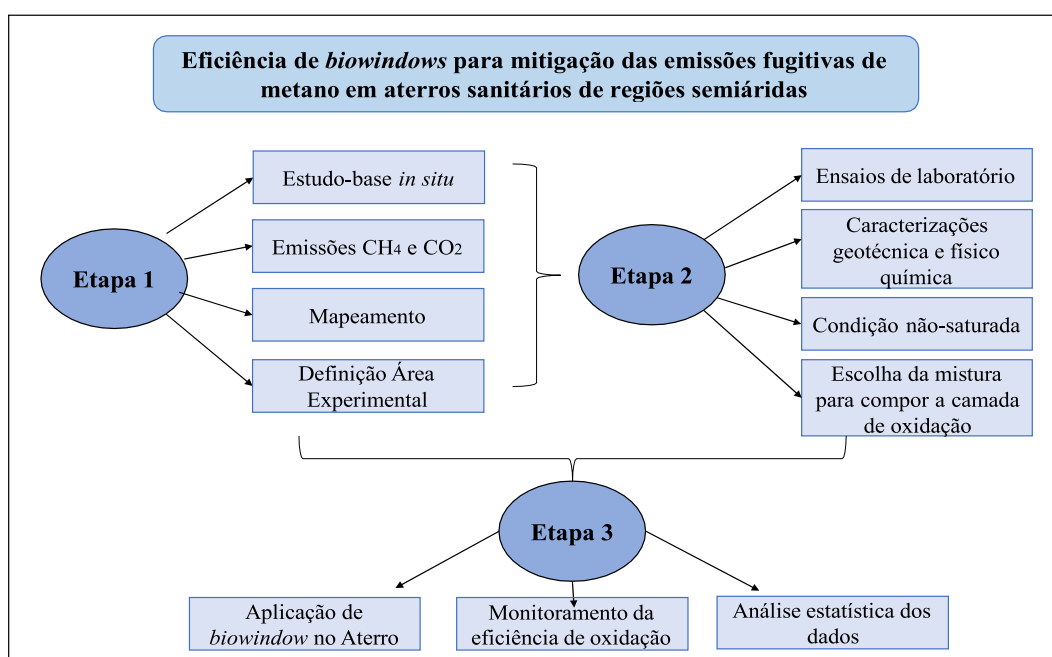 Eficiência de biowindows para mitigação das emissões fugitivas de
metano em aterros sanitários de regiões semiáridas
Etapa 1
Estudo-base in situ
Emissões CH4 e CO2
Mapeamento
Definição Área
Experimental
Etapa 2
Ensaios de laboratório
Caracterizações
geotécnica e físico
química
Condição não-saturada
Escolha da mistura
para compor a camada
de oxidação
Etapa 3
Aplicação de
biowindow no Aterro
Monitoramento da
eficiência de oxidação
Análise estatística dos
dados